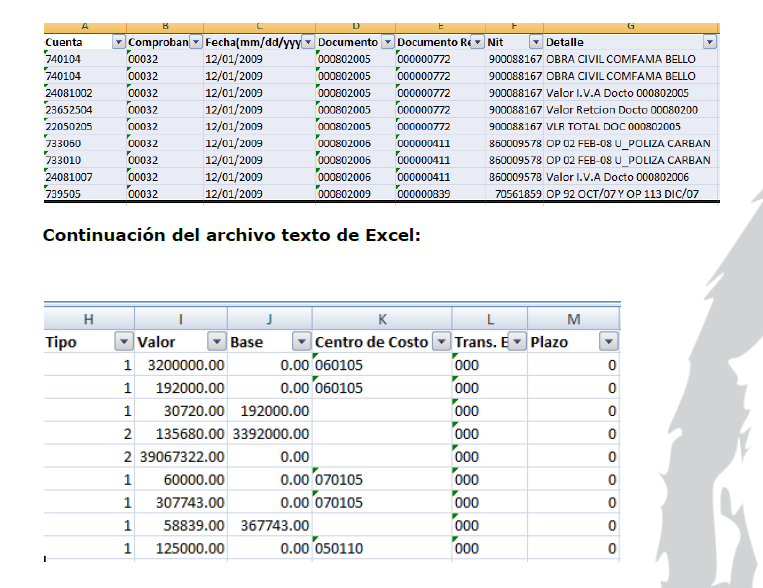 A B C D E F G
Cuenta Comproban Fecha(mm/dd/yyy Documento Documento Re Nit Detalle
740104 00032 12/01/2009 000802005 000000772 900088167 OBRA CIVIL COMFAMA BELLO
740104 00032 12/01/2009 000802005 000000772 900088167 OBRA CIVIL COMFAMA BELLO
24081002 00032 12/01/2009 000802005 000000772 900088167 Valor I.V.A Docto 000802005
23652504 00032 12/01/2009 000802005 000000772 900088167 Valor Retcion Docto 00080200
22050205 00032 12/01/2009 000802005 000000772 900088167 VLR TOTAL DOC 000802005
733060 00032 12/01/2009 000802006 000000411 860009578 OP 02 FEB-08 U_POLIZA CARBAN
733010 00032 12/01/2009 000802006 000000411 860009578 OP 02 FEB-08 U_POLIZA CARBAN
24081007 00032 12/01/2009 000802006 000000411 860009578 Valor I.V.A Docto 000802006
739505 00032 12/01/2009 000802009 000000839 70561859 OP 92 OCT/07 Y OP 113 DIC/07
Continuación del archivo texto de Excel:
H I J K L M
Tipo Valor Base Centro de Costo Trans. E Plazo
1 3200000.00 0.00 060105 000 0
1 192000.00 0.00 060105 000 0
1 30720.00 192000.00 000 0
2 135680.00 3392000.00 000 0
2 39067322.00 0.00 000 0
1 60000.00 0.00 070105 000 0
1 307743.00 0.00 070105 000 0
1 58839.00 367743.00 000 0
1 125000.00 0.00 050110 000 0